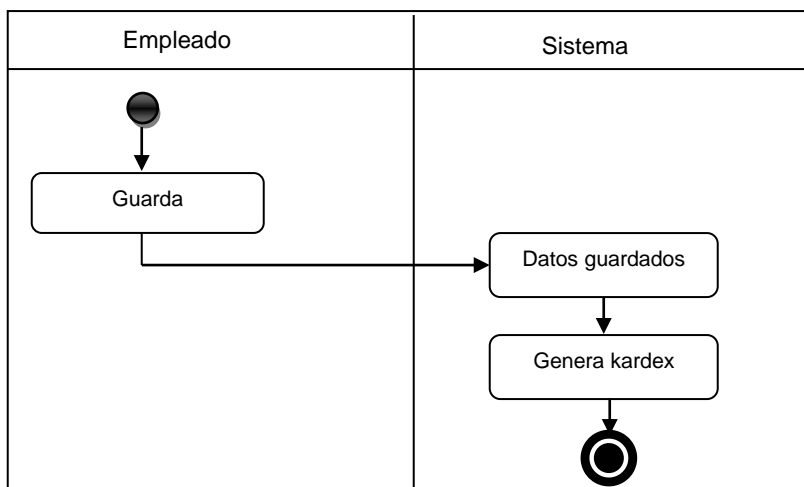 Empleado
Sistema
Guarda
Datos guardados
Genera kardex